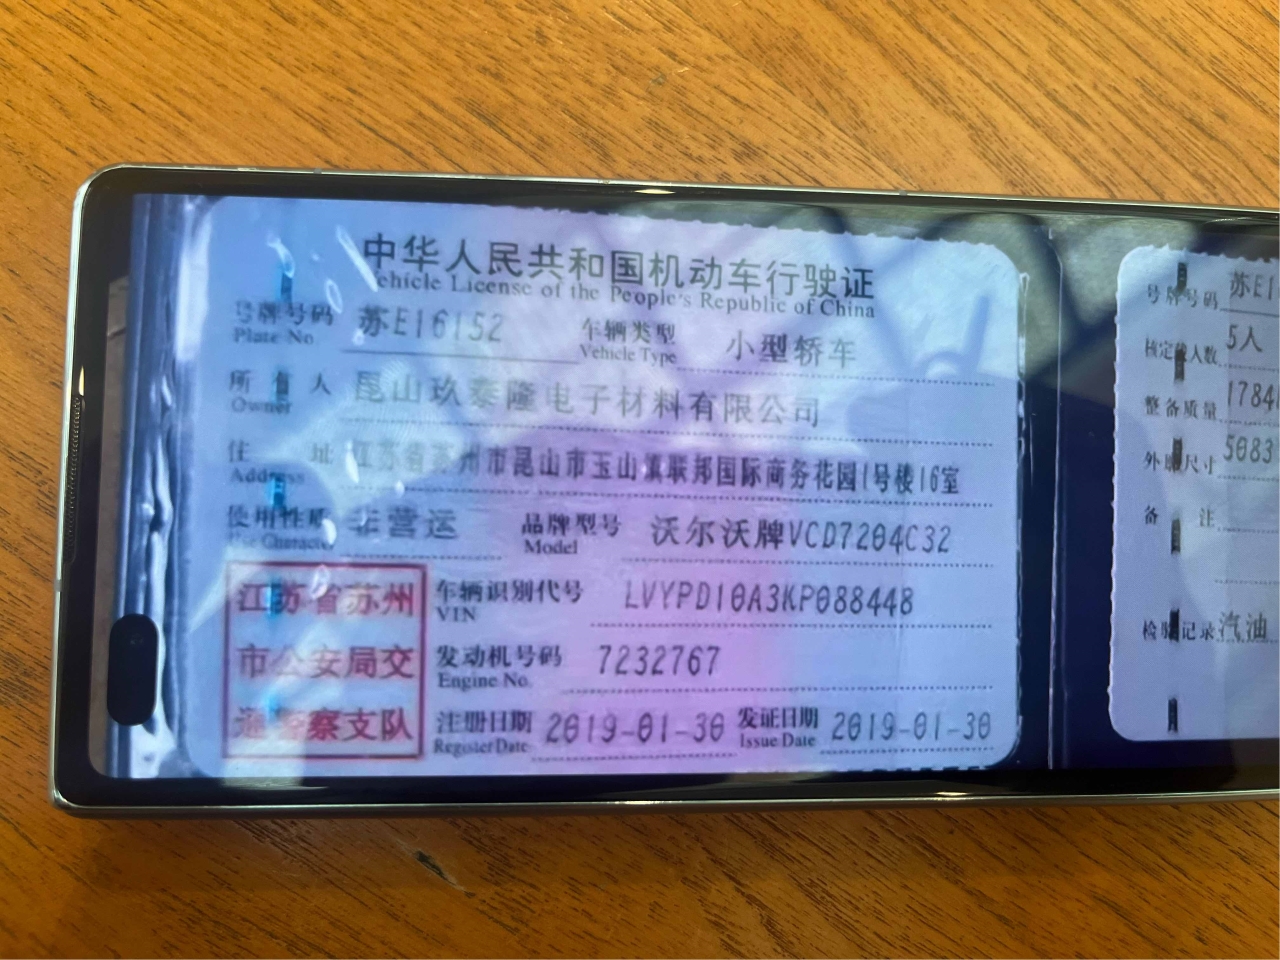 中华人民共和国机动车行驶证
Vehicle License of the People's Republic of China
号牌号码 苏E16152 车辆类型 小型轿车
Plate No. Vehicle Type
所有人 昆山玖泰隆电子材料有限公司
Owner
住址 江苏省苏州市昆山市玉山镇联邦国际商务花园1号楼16室
Address
使用性质 非营运 品牌型号 沃尔沃牌VCD7204C32
Use Character Model
江苏省苏州
市公安局交
通警察支队
车辆识别代号 LVYPD10A3KP088448
VIN
发动机号码 7232767
Engine No.
注册日期 2019-01-30 发证日期 2019-01-30
Register Date Issue Date
号牌号码 苏E1
核定载人数 5人
整备质量 1784
外廓尺寸 5083
备注
检验记录 汽油